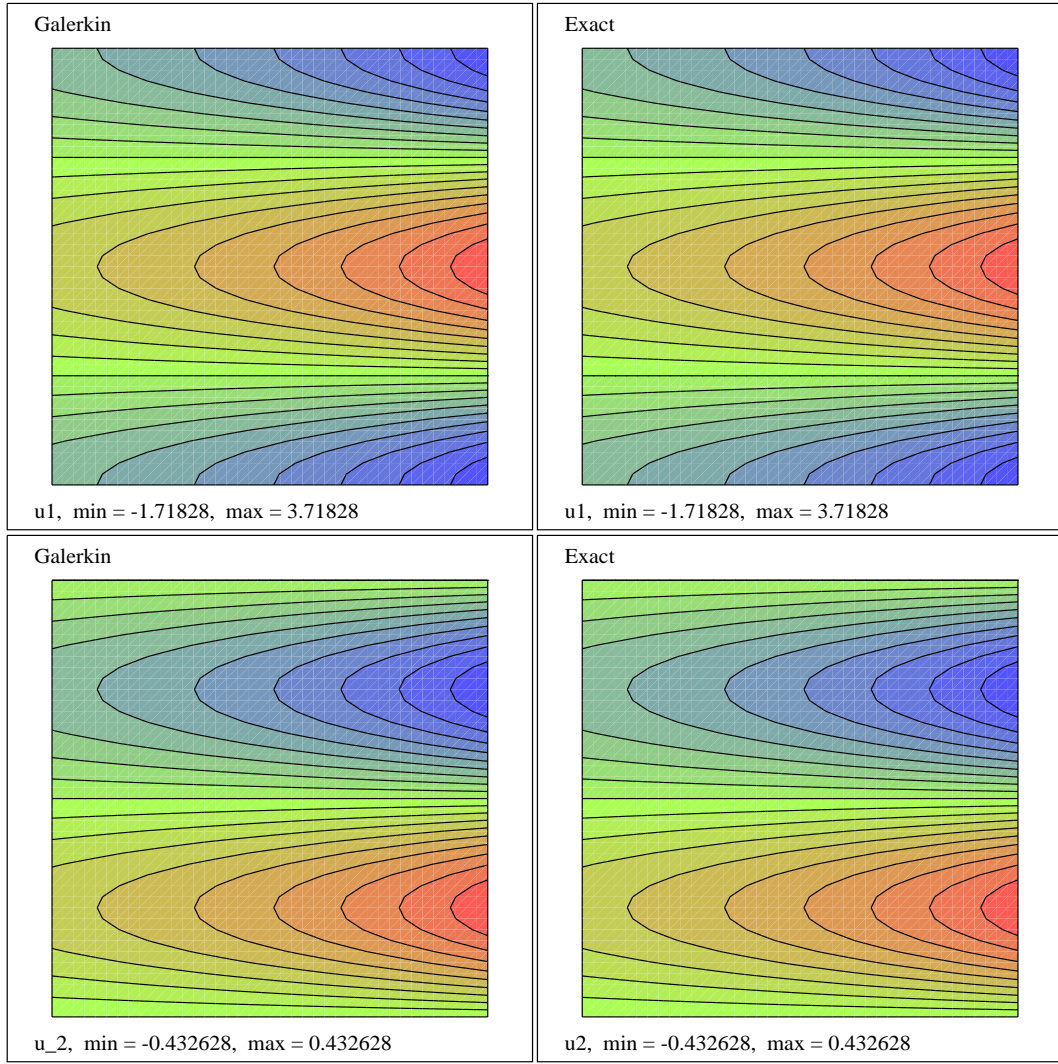 Galerkin
Exact
u1, min = -1.71828, max = 3.71828
u1, min = -1.71828, max = 3.71828
Galerkin
Exact
u_2, min = -0.432628, max = 0.432628
u2, min = -0.432628, max = 0.432628